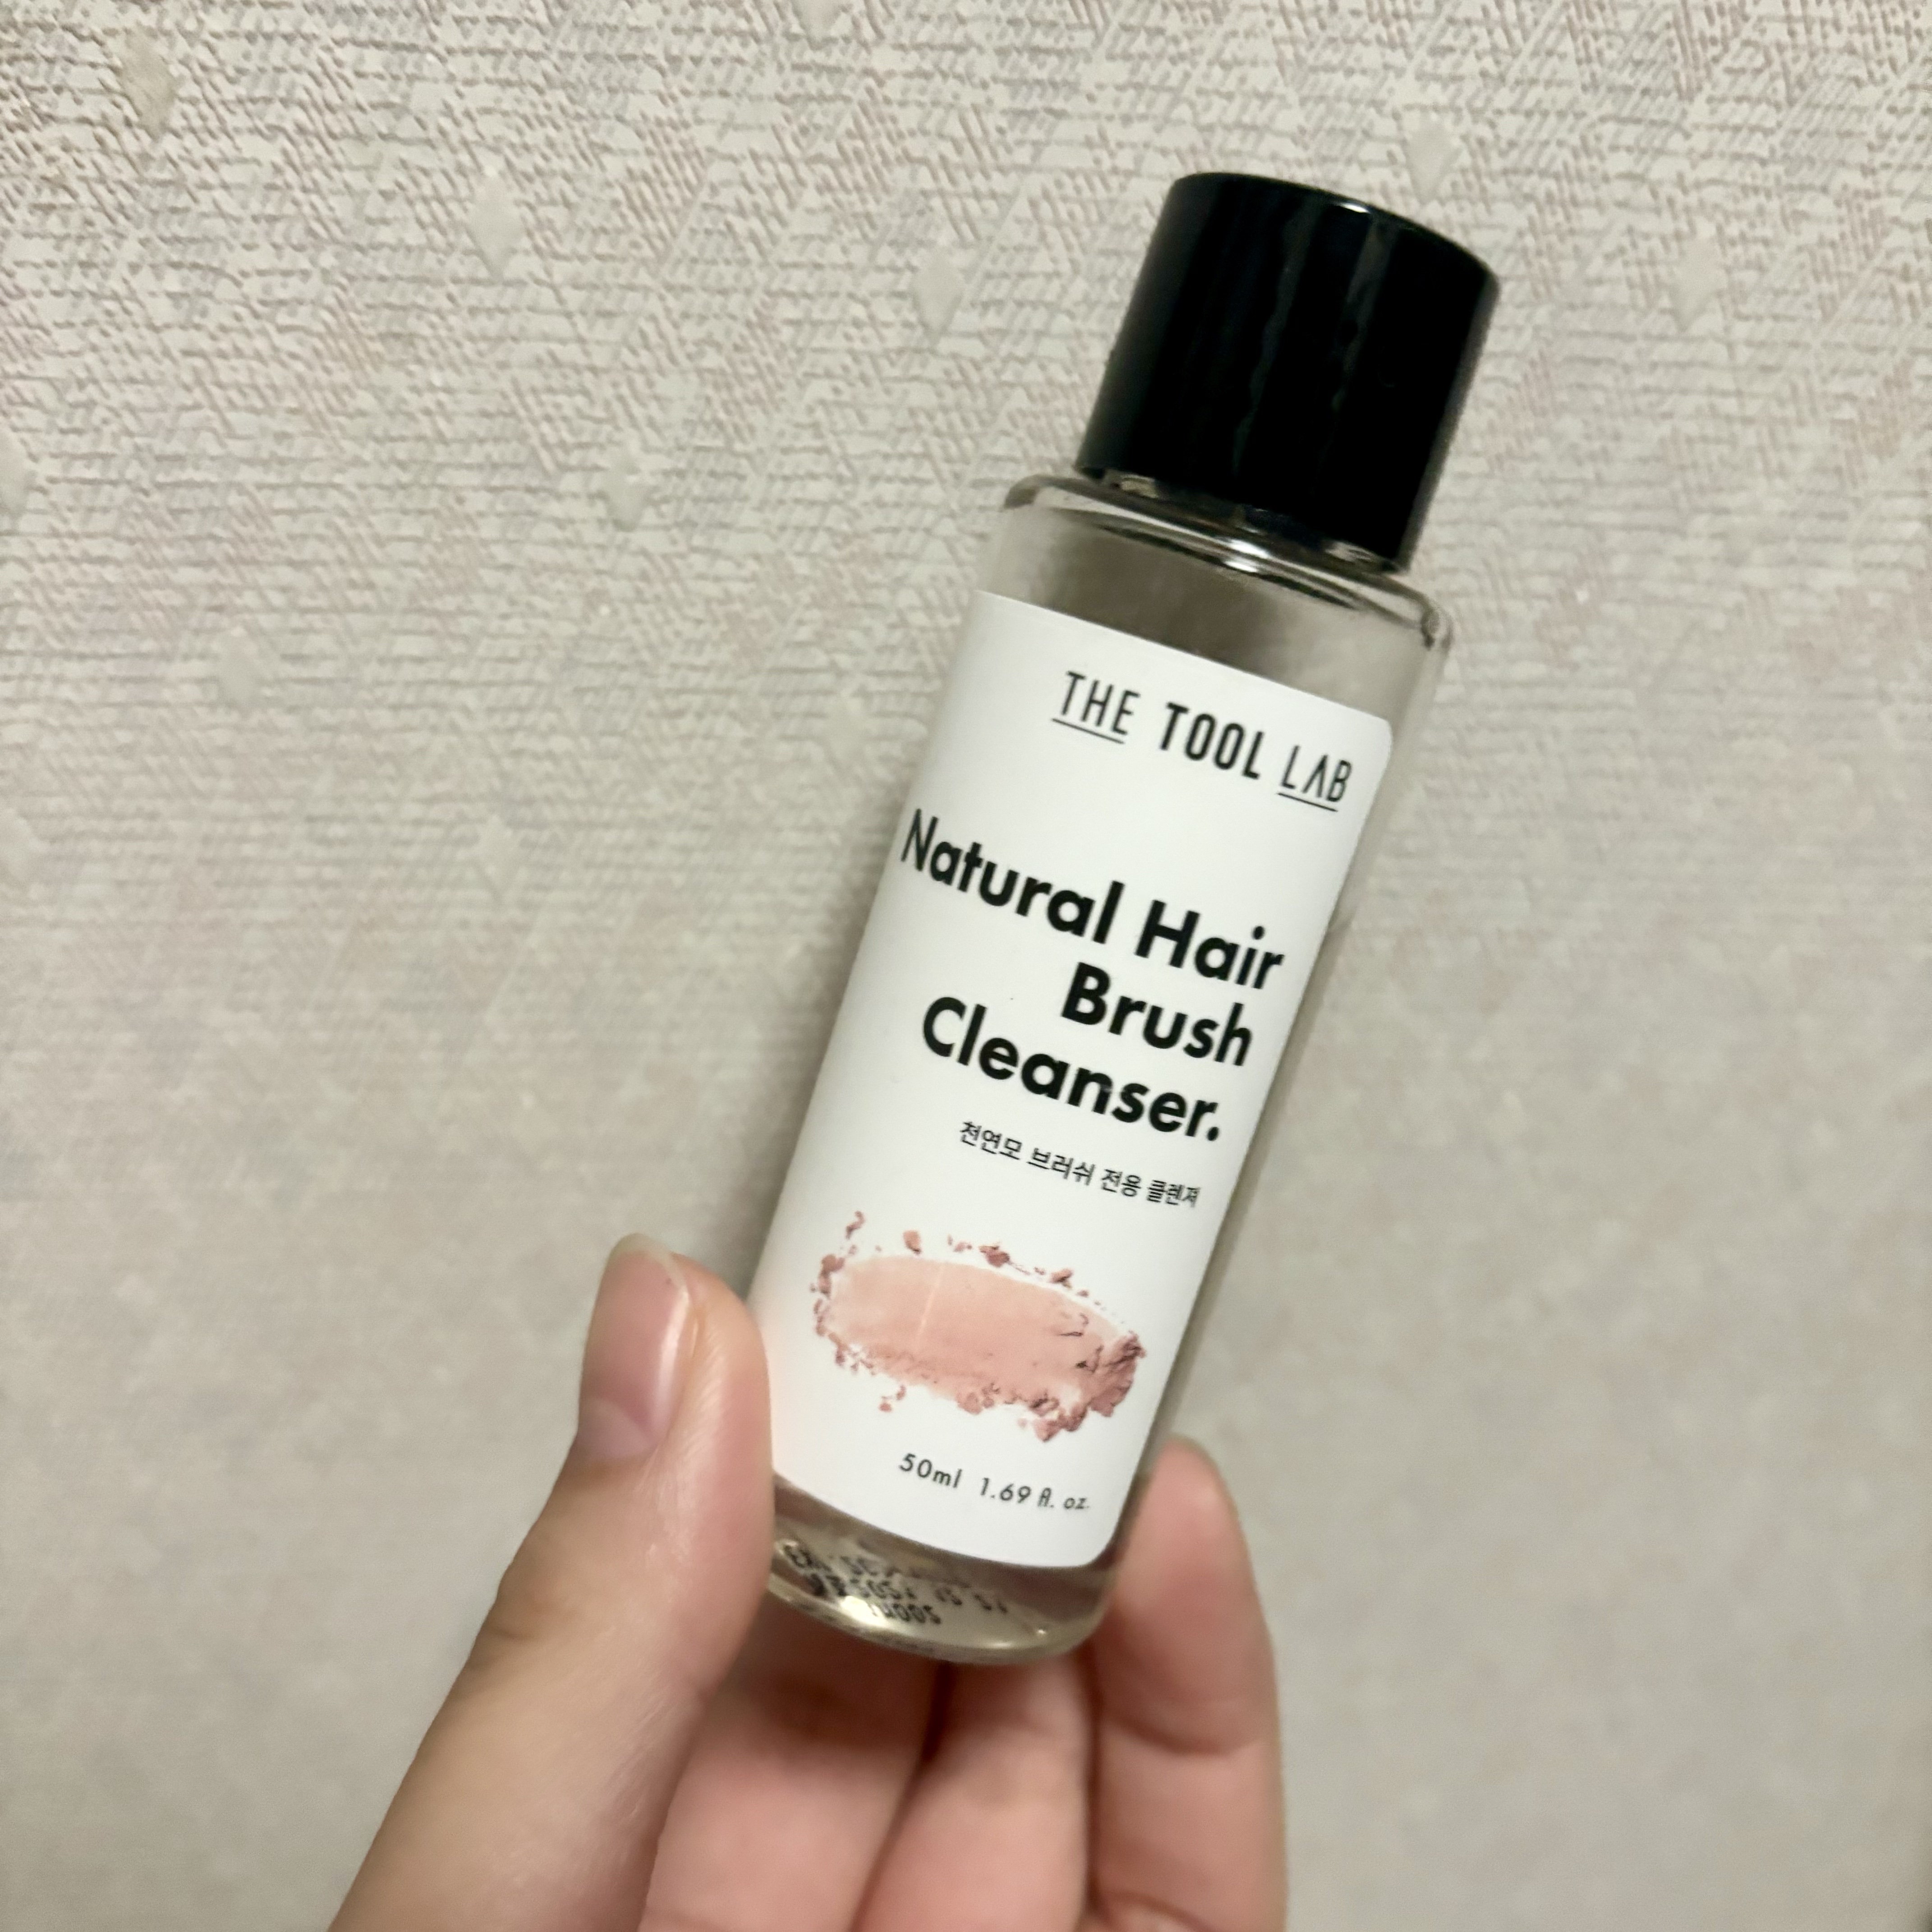 THE TOOL LAB
Natural Hair
Brush
Cleanser.
천연모 브러쉬 전용 클렌져
50ml 1.69 fl. oz.